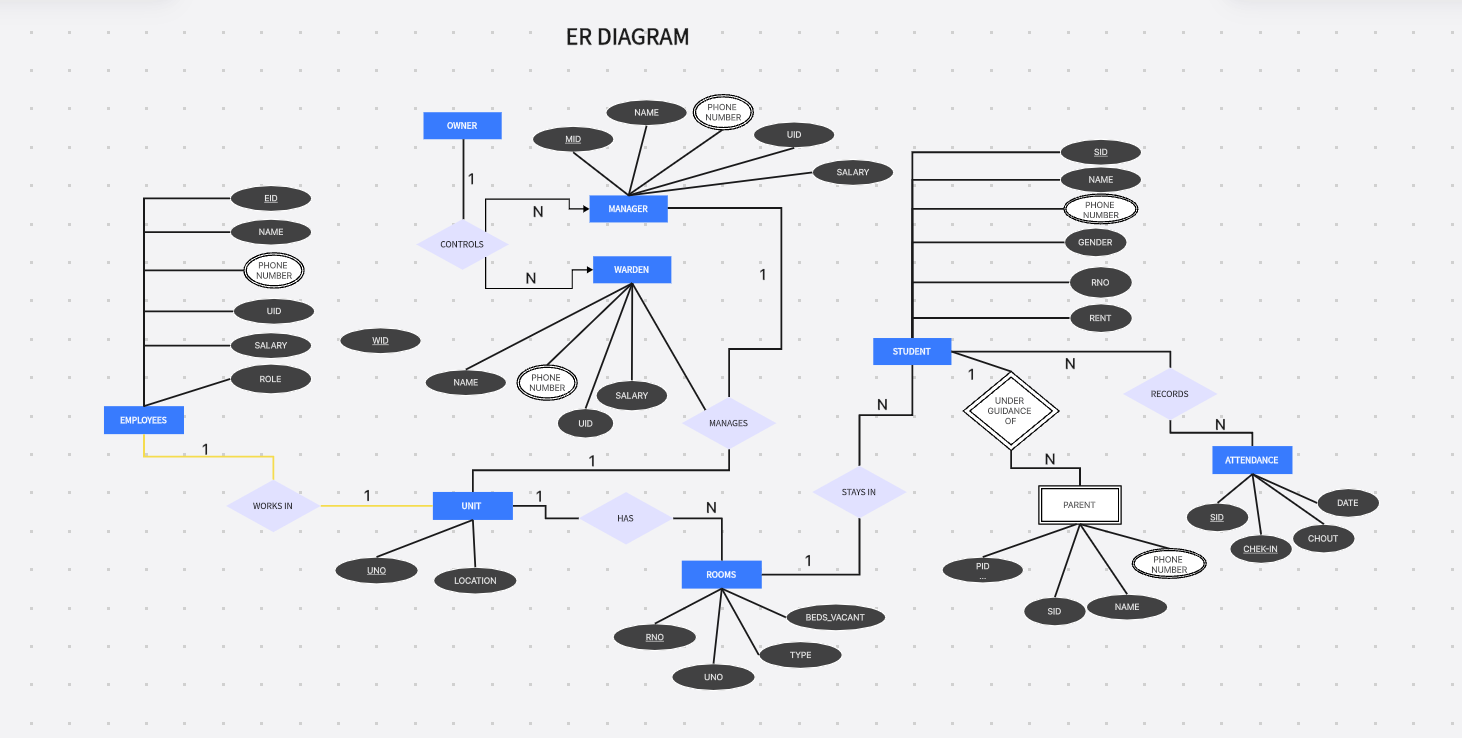 ER DIAGRAM
OWNER
1
CONTROLS
N
N
MID
NAME
PHONE
NUMBER
UID
SALARY
MANAGER
WARDEN
1
WID
NAME
PHONE
NUMBER
UID
SALARY
MANAGES
1
EID
NAME
PHONE
NUMBER
UID
SALARY
ROLE
EMPLOYEES
1
WORKS IN
1
UNIT
UNO
LOCATION
1
HAS
N
ROOMS
RNO
UNO
TYPE
BEDS_VACANT
1
STAYS IN
N
SID
NAME
PHONE
NUMBER
GENDER
RNO
RENT
STUDENT
1
UNDER
GUIDANCE
OF
N
PARENT
PID
...
SID
NAME
PHONE
NUMBER
N
RECORDS
N
ATTENDANCE
SID
CHEK-IN
CHOUT
DATE